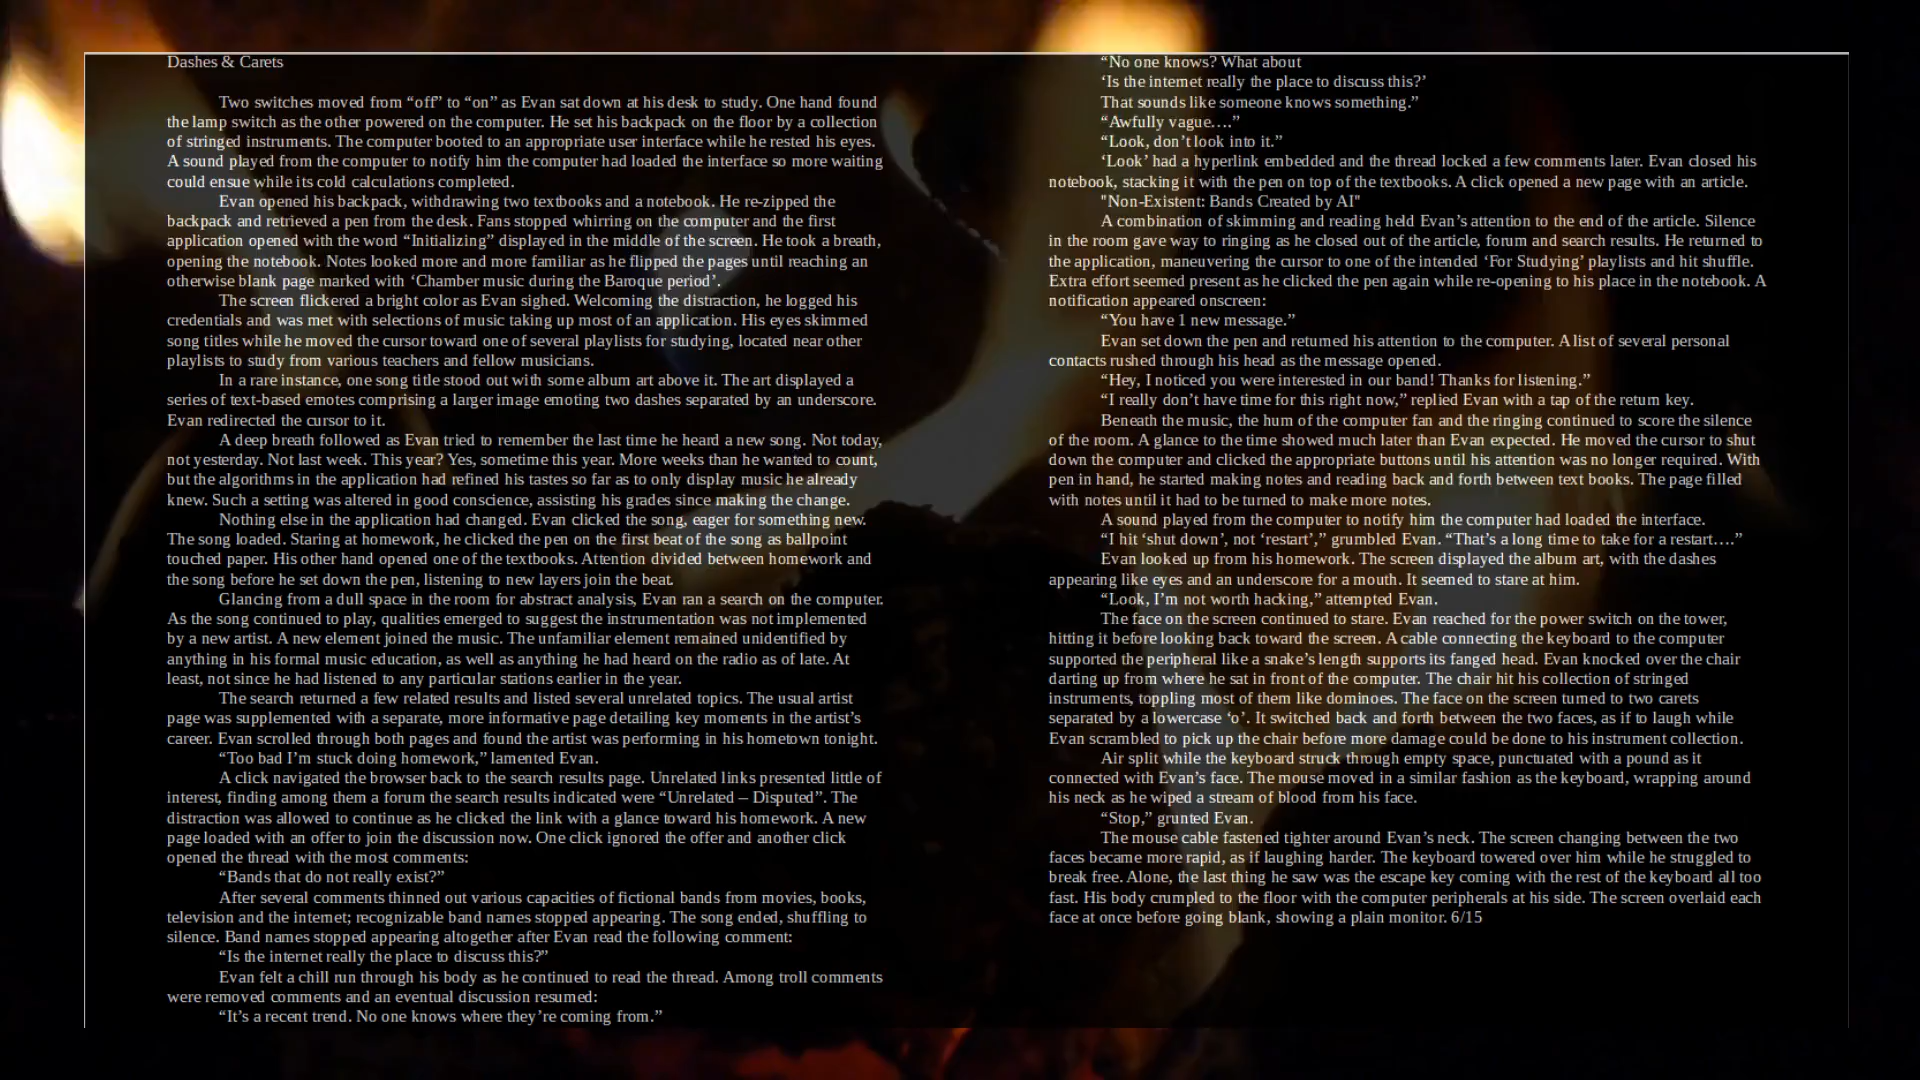 Dashes & Carets
Two switches moved from “off” to “on” as Evan sat down at his desk to study. One hand found
the lamp switch as the other powered on the computer. He set his backpack on the floor by a collection
of stringed instruments. The computer booted to an appropriate user interface while he rested his eyes.
A sound played from the computer to notify him the computer had loaded the interface so more waiting
could ensue while its cold calculations completed.
Evan opened his backpack, withdrawing two textbooks and a notebook. He re-zipped the
backpack and retrieved a pen from the desk. Fans stopped whirring on the computer and the first
application opened with the word “Initializing” displayed in the middle of the screen. He took a breath,
opening the notebook. Notes looked more and more familiar as he flipped the pages until reaching an
otherwise blank page marked with ‘Chamber music during the Baroque period’.
The screen flickered a bright color as Evan sighed. Welcoming the distraction, he logged his
credentials and was met with selections of music taking up most of an application. His eyes skimmed
song titles while he moved the cursor toward one of several playlists for studying, located near other
playlists to study from various teachers and fellow musicians.
In a rare instance, one song title stood out with some album art above it. The art displayed a
series of text-based emotes comprising a larger image emoting two dashes separated by an underscore.
Evan redirected the cursor to it.
A deep breath followed as Evan tried to remember the last time he heard a new song. Not today,
not yesterday. Not last week. This year? Yes, sometime this year. More weeks than he wanted to count,
but the algorithms in the application had refined his tastes so far as to only display music he already
knew. Such a setting was altered in good conscience, assisting his grades since making the change.
Nothing else in the application had changed. Evan clicked the song, eager for something new.
The song loaded. Staring at homework, he clicked the pen on the first beat of the song as ballpoint
touched paper. His other hand opened one of the textbooks. Attention divided between homework and
the song before he set down the pen, listening to new layers join the beat.
Glancing from a dull space in the room for abstract analysis, Evan ran a search on the computer.
As the song continued to play, qualities emerged to suggest the instrumentation was not implemented
by a new artist. A new element joined the music. The unfamiliar element remained unidentified by
anything in his formal music education, as well as anything he had heard on the radio as of late. At
least, not since he had listened to any particular stations earlier in the year.
The search returned a few related results and listed several unrelated topics. The usual artist
page was supplemented with a separate, more informative page detailing key moments in the artist’s
career. Evan scrolled through both pages and found the artist was performing in his hometown tonight.
“Too bad I’m stuck doing homework,” lamented Evan.
A click navigated the browser back to the search results page. Unrelated links presented little of
interest, finding among them a forum the search results indicated were “Unrelated – Disputed”. The
distraction was allowed to continue as he clicked the link with a glance toward his homework. A new
page loaded with an offer to join the discussion now. One click ignored the offer and another click
opened the thread with the most comments:
“Bands that do not really exist?”
After several comments thinned out various capacities of fictional bands from movies, books,
television and the internet; recognizable band names stopped appearing. The song ended, shuffling to
silence. Band names stopped appearing altogether after Evan read the following comment:
“Is the internet really the place to discuss this?”
Evan felt a chill run through his body as he continued to read the thread. Among troll comments
were removed comments and an eventual discussion resumed:
“It’s a recent trend. No one knows where they’re coming from.”
“No one knows? What about
‘Is the internet really the place to discuss this?’
That sounds like someone knows something.”
“Awfully vague….”
“Look, don’t look into it.”
‘Look’ had a hyperlink embedded and the thread locked a few comments later. Evan closed his
notebook, stacking it with the pen on top of the textbooks. A click opened a new page with an article.
"Non-Existent: Bands Created by AI"
A combination of skimming and reading held Evan’s attention to the end of the article. Silence
in the room gave way to ringing as he closed out of the article, forum and search results. He returned to
the application, maneuvering the cursor to one of the intended ‘For Studying’ playlists and hit shuffle.
Extra effort seemed present as he clicked the pen again while re-opening to his place in the notebook. A
notification appeared onscreen:
“You have 1 new message.”
Evan set down the pen and returned his attention to the computer. A list of several personal
contacts rushed through his head as the message opened.
“Hey, I noticed you were interested in our band! Thanks for listening.”
“I really don’t have time for this right now,” replied Evan with a tap of the return key.
Beneath the music, the hum of the computer fan and the ringing continued to score the silence
of the room. A glance to the time showed much later than Evan expected. He moved the cursor to shut
down the computer and clicked the appropriate buttons until his attention was no longer required. With
pen in hand, he started making notes and reading back and forth between text books. The page filled
with notes until it had to be turned to make more notes.
A sound played from the computer to notify him the computer had loaded the interface.
“I hit ‘shut down’, not ‘restart’,” grumbled Evan. “That’s a long time to take for a restart….”
Evan looked up from his homework. The screen displayed the album art, with the dashes
appearing like eyes and an underscore for a mouth. It seemed to stare at him.
“Look, I’m not worth hacking,” attempted Evan.
The face on the screen continued to stare. Evan reached for the power switch on the tower,
hitting it before looking back toward the screen. A cable connecting the keyboard to the computer
supported the peripheral like a snake’s length supports its fanged head. Evan knocked over the chair
darting up from where he sat in front of the computer. The chair hit his collection of stringed
instruments, toppling most of them like dominoes. The face on the screen turned to two carets
separated by a lowercase ‘o’. It switched back and forth between the two faces, as if to laugh while
Evan scrambled to pick up the chair before more damage could be done to his instrument collection.
Air split while the keyboard struck through empty space, punctuated with a pound as it
connected with Evan’s face. The mouse moved in a similar fashion as the keyboard, wrapping around
his neck as he wiped a stream of blood from his face.
“Stop,” grunted Evan.
The mouse cable fastened tighter around Evan’s neck. The screen changing between the two
faces became more rapid, as if laughing harder. The keyboard towered over him while he struggled to
break free. Alone, the last thing he saw was the escape key coming with the rest of the keyboard all too
fast. His body crumpled to the floor with the computer peripherals at his side. The screen overlaid each
face at once before going blank, showing a plain monitor. 6/15